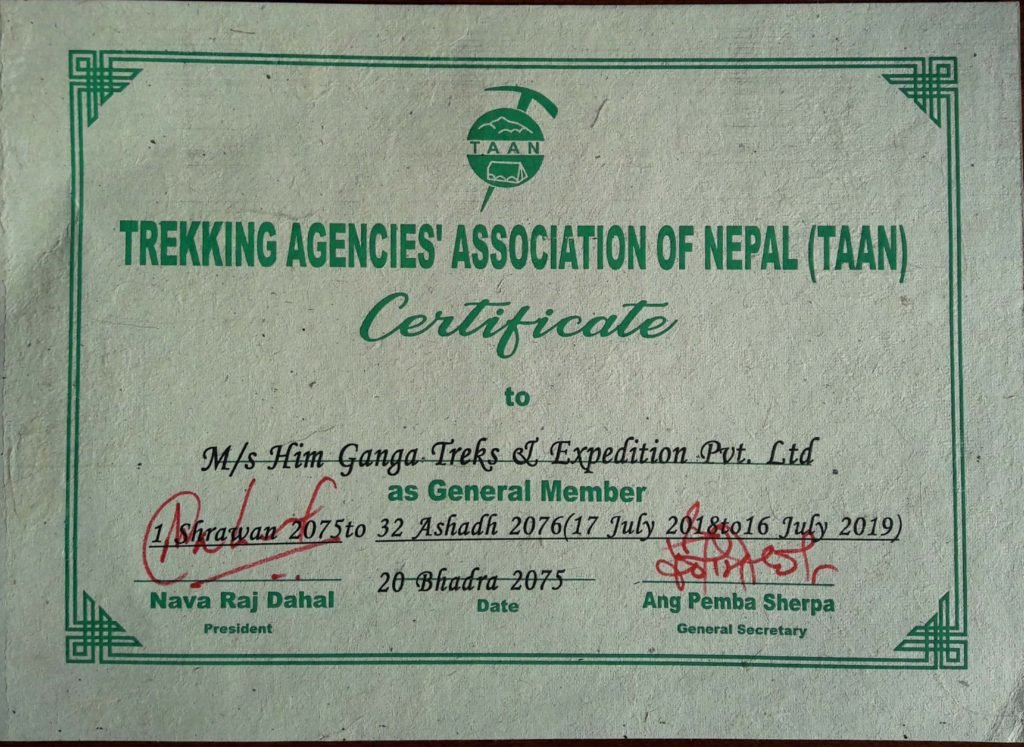 TAAN
TREKKING AGENCIES' ASSOCIATION OF NEPAL (TAAN)
Certificate
to
M/s Him Ganga Treks & Expedition Pvt. Ltd
as General Member
1 Shrawan 2075to 32 Ashadh 2076(17 July 2018to16 July 2019)
20 Bhadra 2075
Nava Raj Dahal
Date
Ang Pemba Sherpa
President
General Secretary